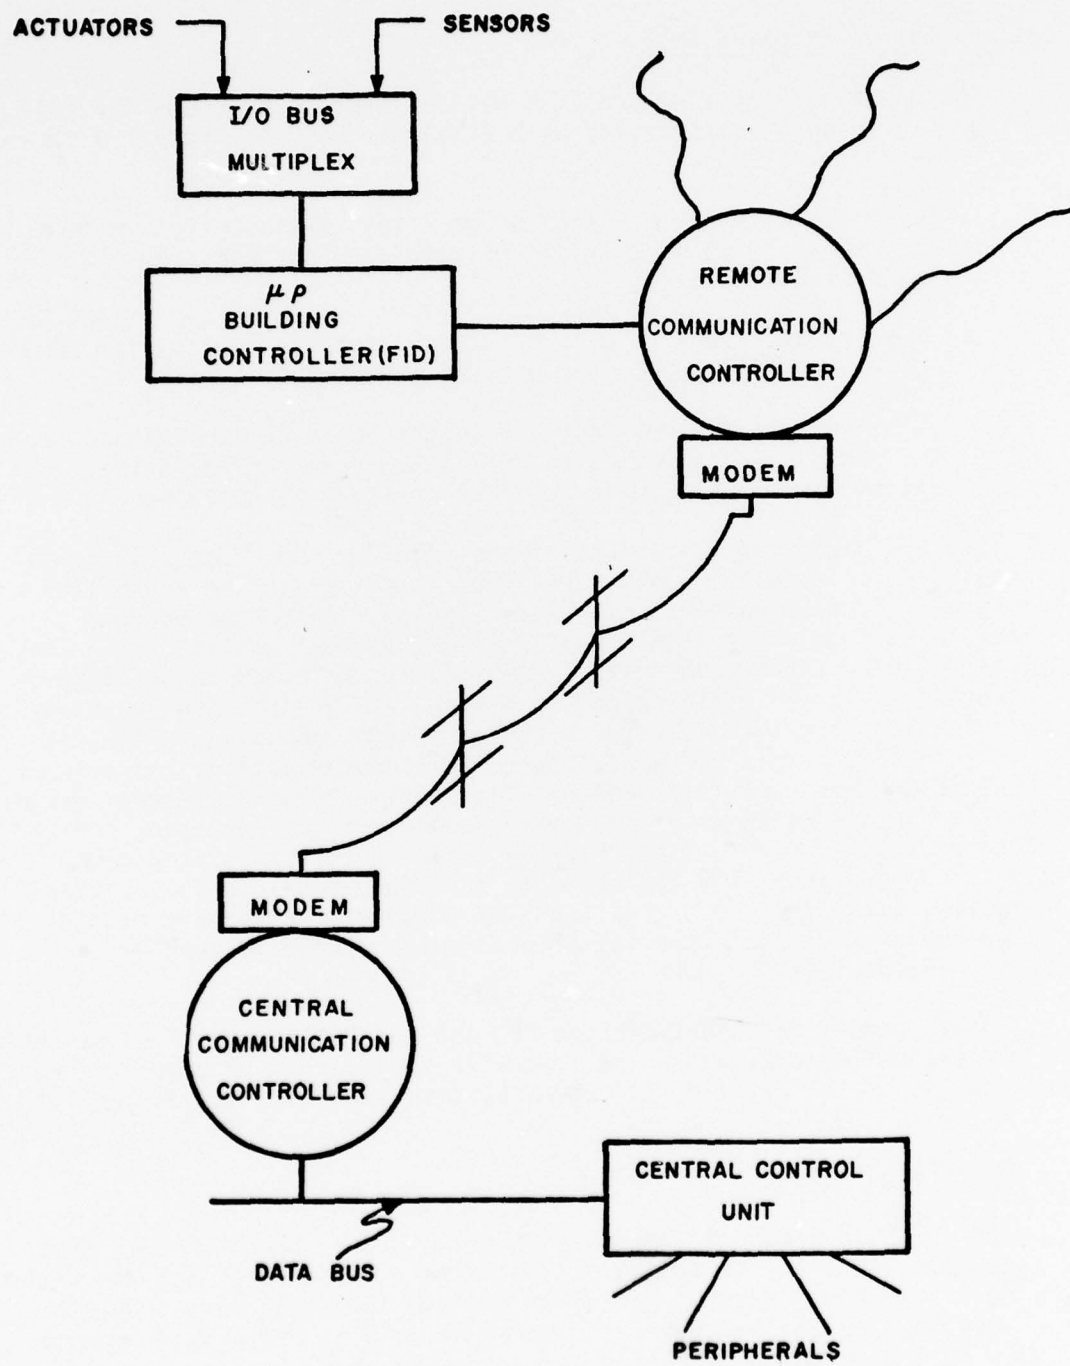 ACTUATORS
SENSORS
I/O BUS
MULTIPLEX
μρ
BUILDING
CONTROLLER(FID)
REMOTE
COMMUNICATION
CONTROLLER
MODEM
MODEM
CENTRAL
COMMUNICATION
CONTROLLER
CENTRAL CONTROL
UNIT
DATA BUS
PERIPHERALS